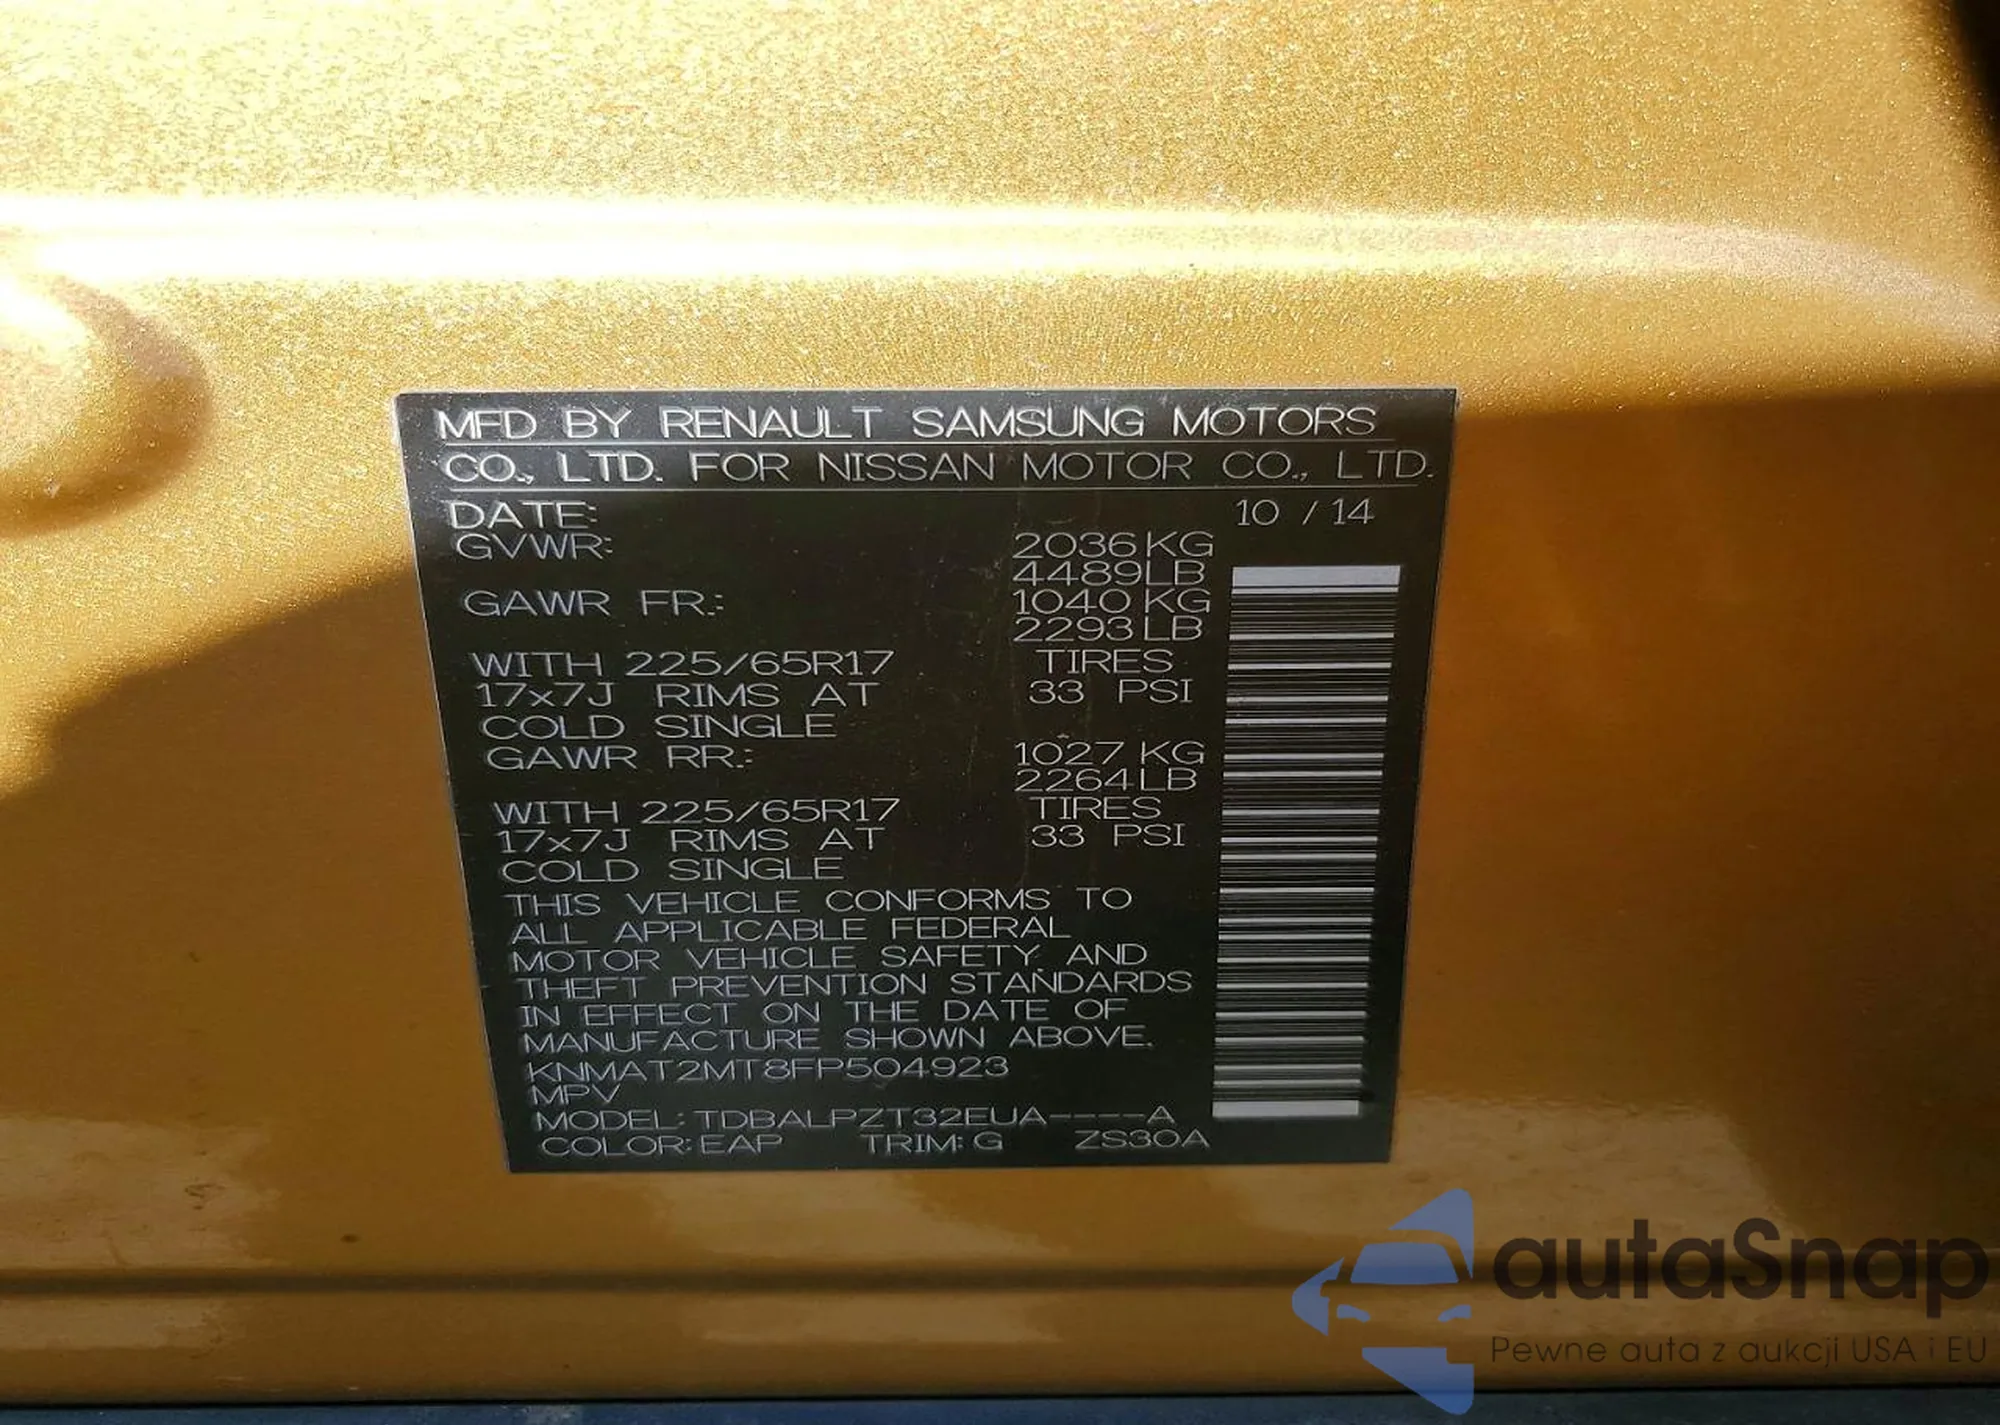 MFD BY RENAULT SAMSUNG MOTORS
CO., LTD. FOR NISSAN MOTOR CO., LTD.
DATE: 10 / 14
GVWR: 2036 KG
4489 LB
GAWR FR.: 1040 KG
2293 LB
WITH 225/65R17 TIRES
17x7J RIMS AT 33 PSI
COLD SINGLE
GAWR RR.: 1027 KG
2264 LB
WITH 225/65R17 TIRES
17x7J RIMS AT 33 PSI
COLD SINGLE
THIS VEHICLE CONFORMS TO
ALL APPLICABLE FEDERAL
MOTOR VEHICLE SAFETY AND
THEFT PREVENTION STANDARDS
IN EFFECT ON THE DATE OF
MANUFACTURE SHOWN ABOVE.
KNMAT2MT8FP504923
MPV
MODEL: TDBALPZT32EUA----A
COLOR: EAP TRIM: G ZS30A
autaSnap
Pewne auta z aukcji USA i EU